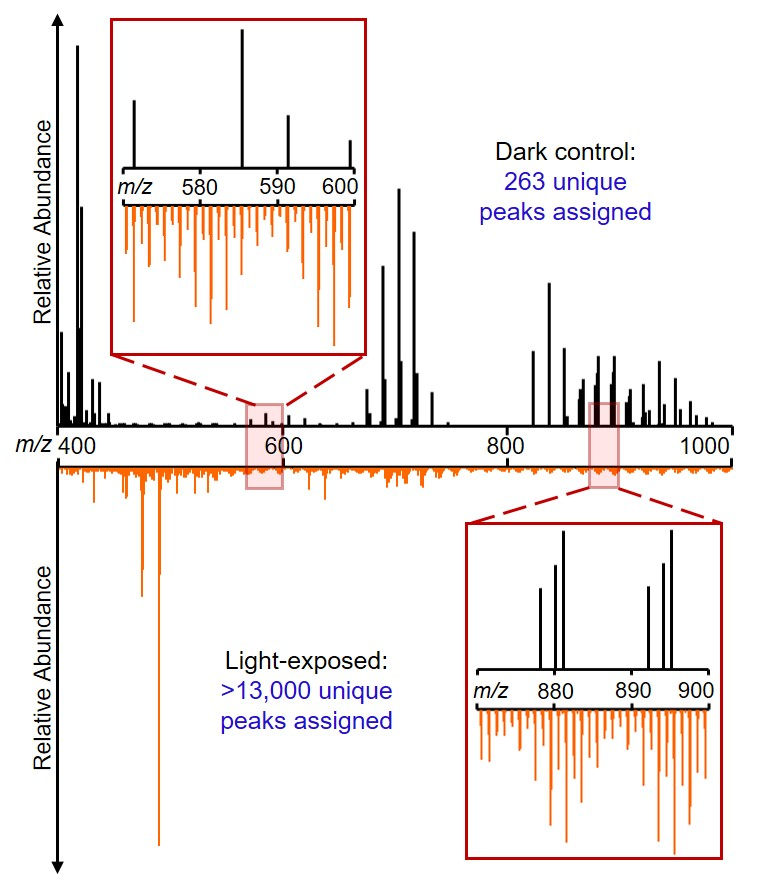 Relative Abundance
m/z 580 590 600
Dark control:
263 unique
peaks assigned
m/z 400 600 800 1000
Relative Abundance
Light-exposed:
>13,000 unique
peaks assigned
m/z 880 890 900